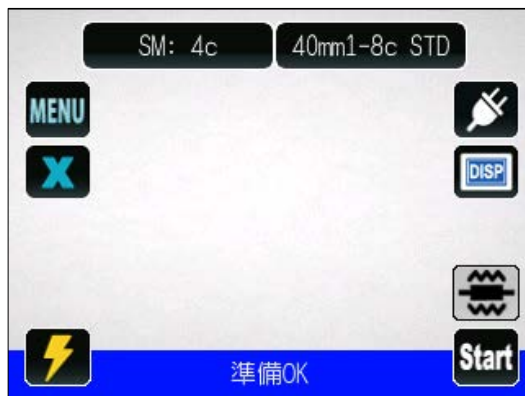 SM: 4c
40mm1-8c STD
MENU
X
DISP
準備OK
Start